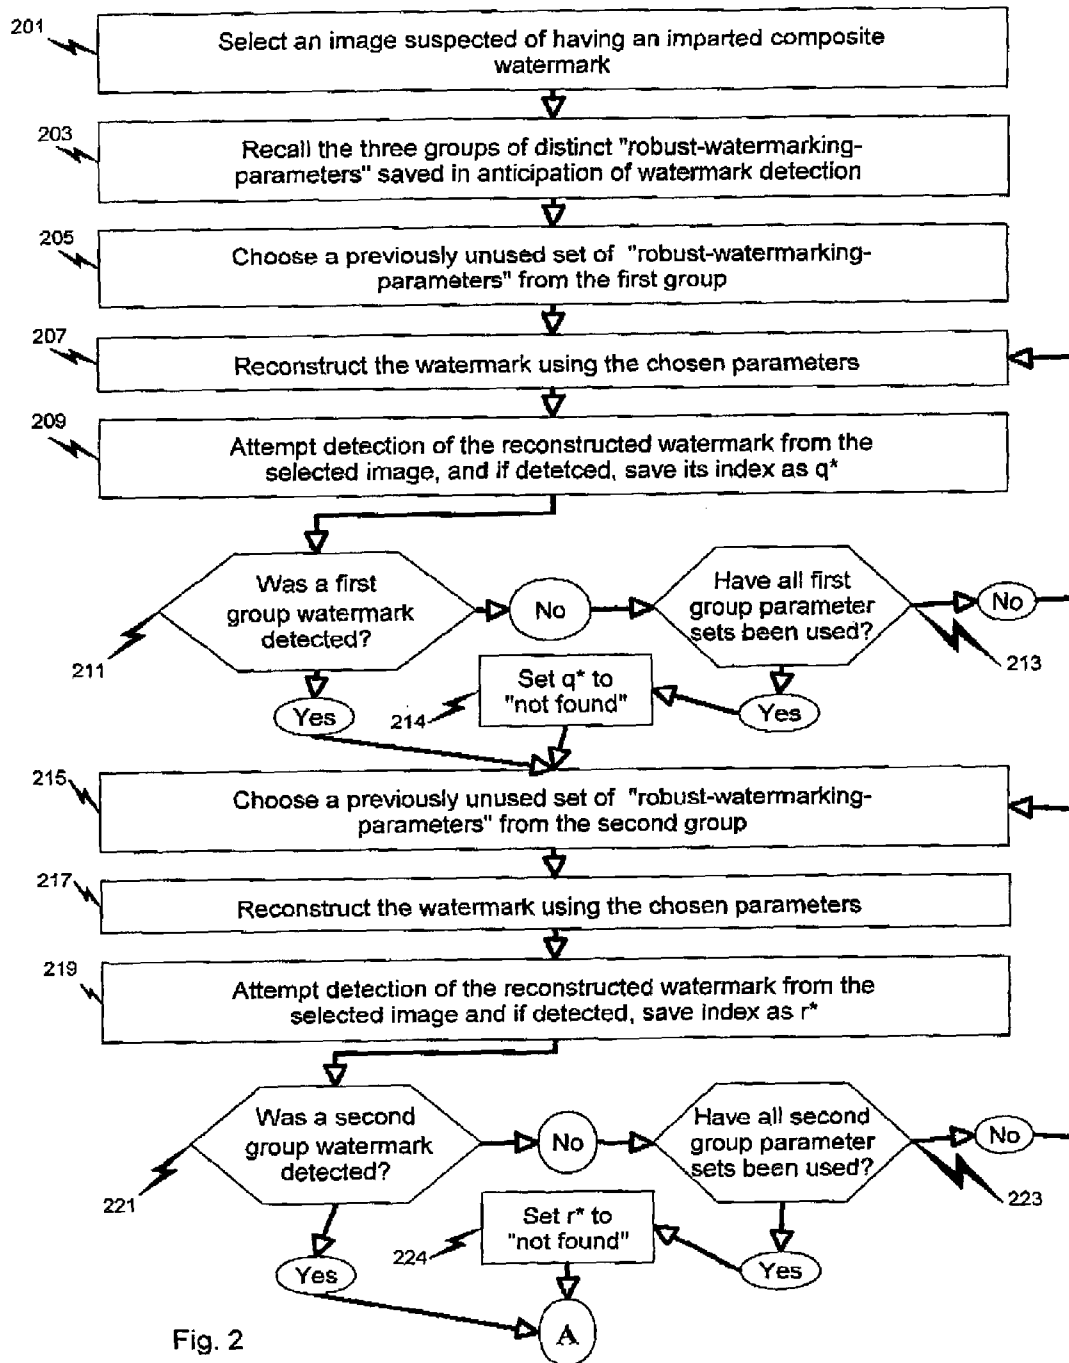 201
Select an image suspected of having an imparted composite
watermark
203
Recall the three groups of distinct "robust-watermarking-
parameters" saved in anticipation of watermark detection
205
Choose a previously unused set of "robust-watermarking-
parameters" from the first group
207
Reconstruct the watermark using the chosen parameters
209
Attempt detection of the reconstructed watermark from the
selected image, and if detetced, save its index as q*
Was a first
group watermark
detected?
No
Have all first
group parameter
sets been used?
No
211
213
Set q* to
"not found"
Yes
214
Yes
215
Choose a previously unused set of "robust-watermarking-
parameters" from the second group
217
Reconstruct the watermark using the chosen parameters
219
Attempt detection of the reconstructed watermark from the
selected image and if detected, save index as r*
Was a second
group watermark
detected?
No
Have all second
group parameter
sets been used?
No
221
223
Set r* to
"not found"
224
Yes
Yes
A
Fig. 2